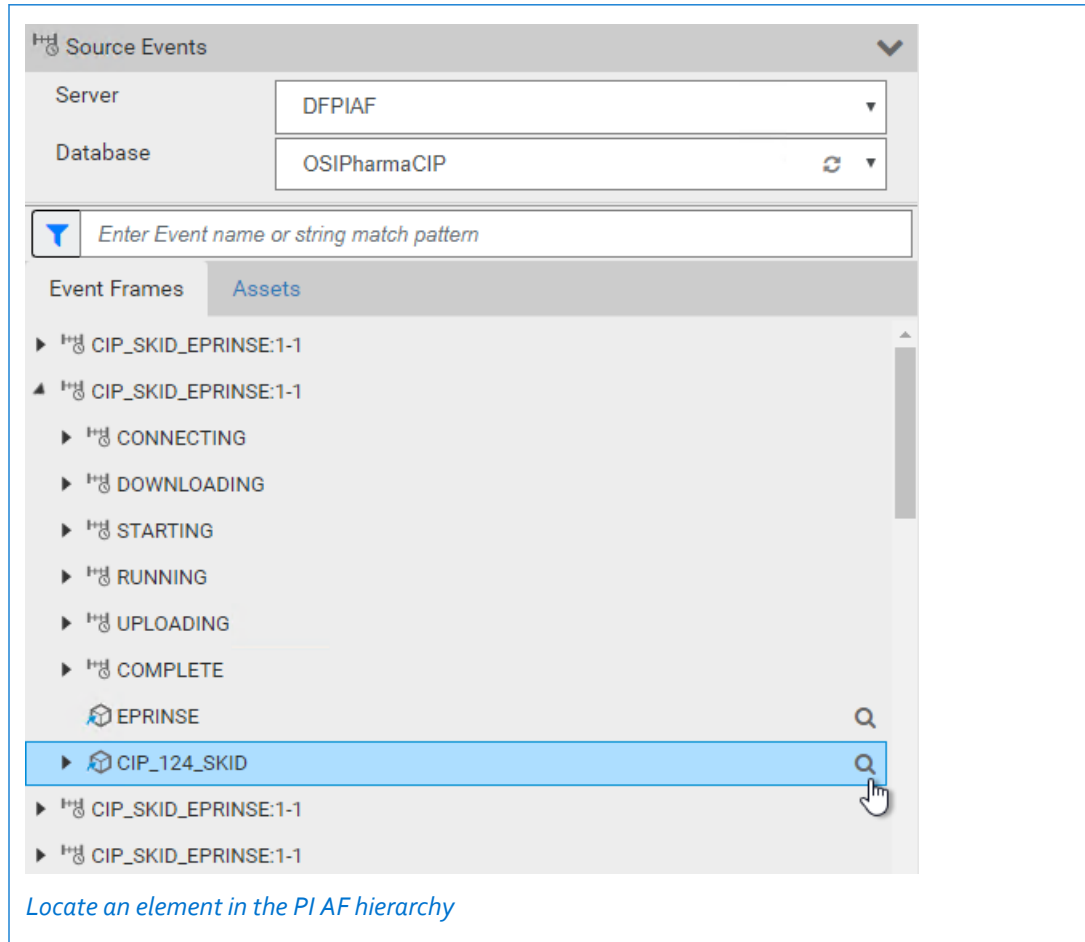 Source Events
Server
DFPIAF
Database
OSIPharmaCIP
Enter Event name or string match pattern
Event Frames Assets
CIP_SKID_EPRINSE:1-1
CIP_SKID_EPRINSE:1-1
CONNECTING
DOWNLOADING
STARTING
RUNNING
UPLOADING
COMPLETE
EPRINSE
CIP_124_SKID
CIP_SKID_EPRINSE:1-1
CIP_SKID_EPRINSE:1-1
Locate an element in the PI AF hierarchy